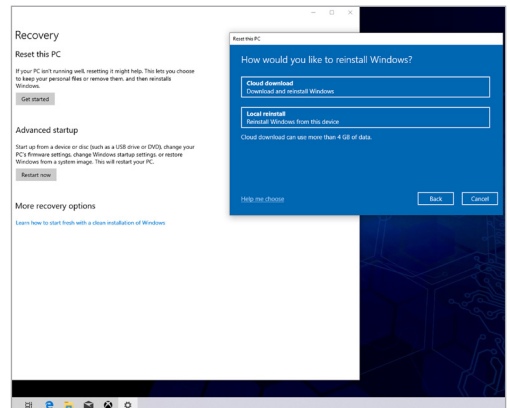 Recovery
Reset this PC
If your PC isn't running well, resetting it might help. This lets you choose
to keep your personal files or remove them, and then reinstalls
Windows.
Get started
Advanced startup
Start up from a device or disc (such as a USB drive or DVD), change your
PC's firmware settings, change Windows startup settings, or restore
Windows from a system image. This will restart your PC.
Restart now
More recovery options
Learn how to start fresh with a clean installation of Windows
Reset this PC
How would you like to reinstall Windows?
Cloud download
Download and reinstall Windows
Local reinstall
Reinstall Windows from this device
Cloud download can use more than 4 GB of data.
Help me choose
Back
Cancel